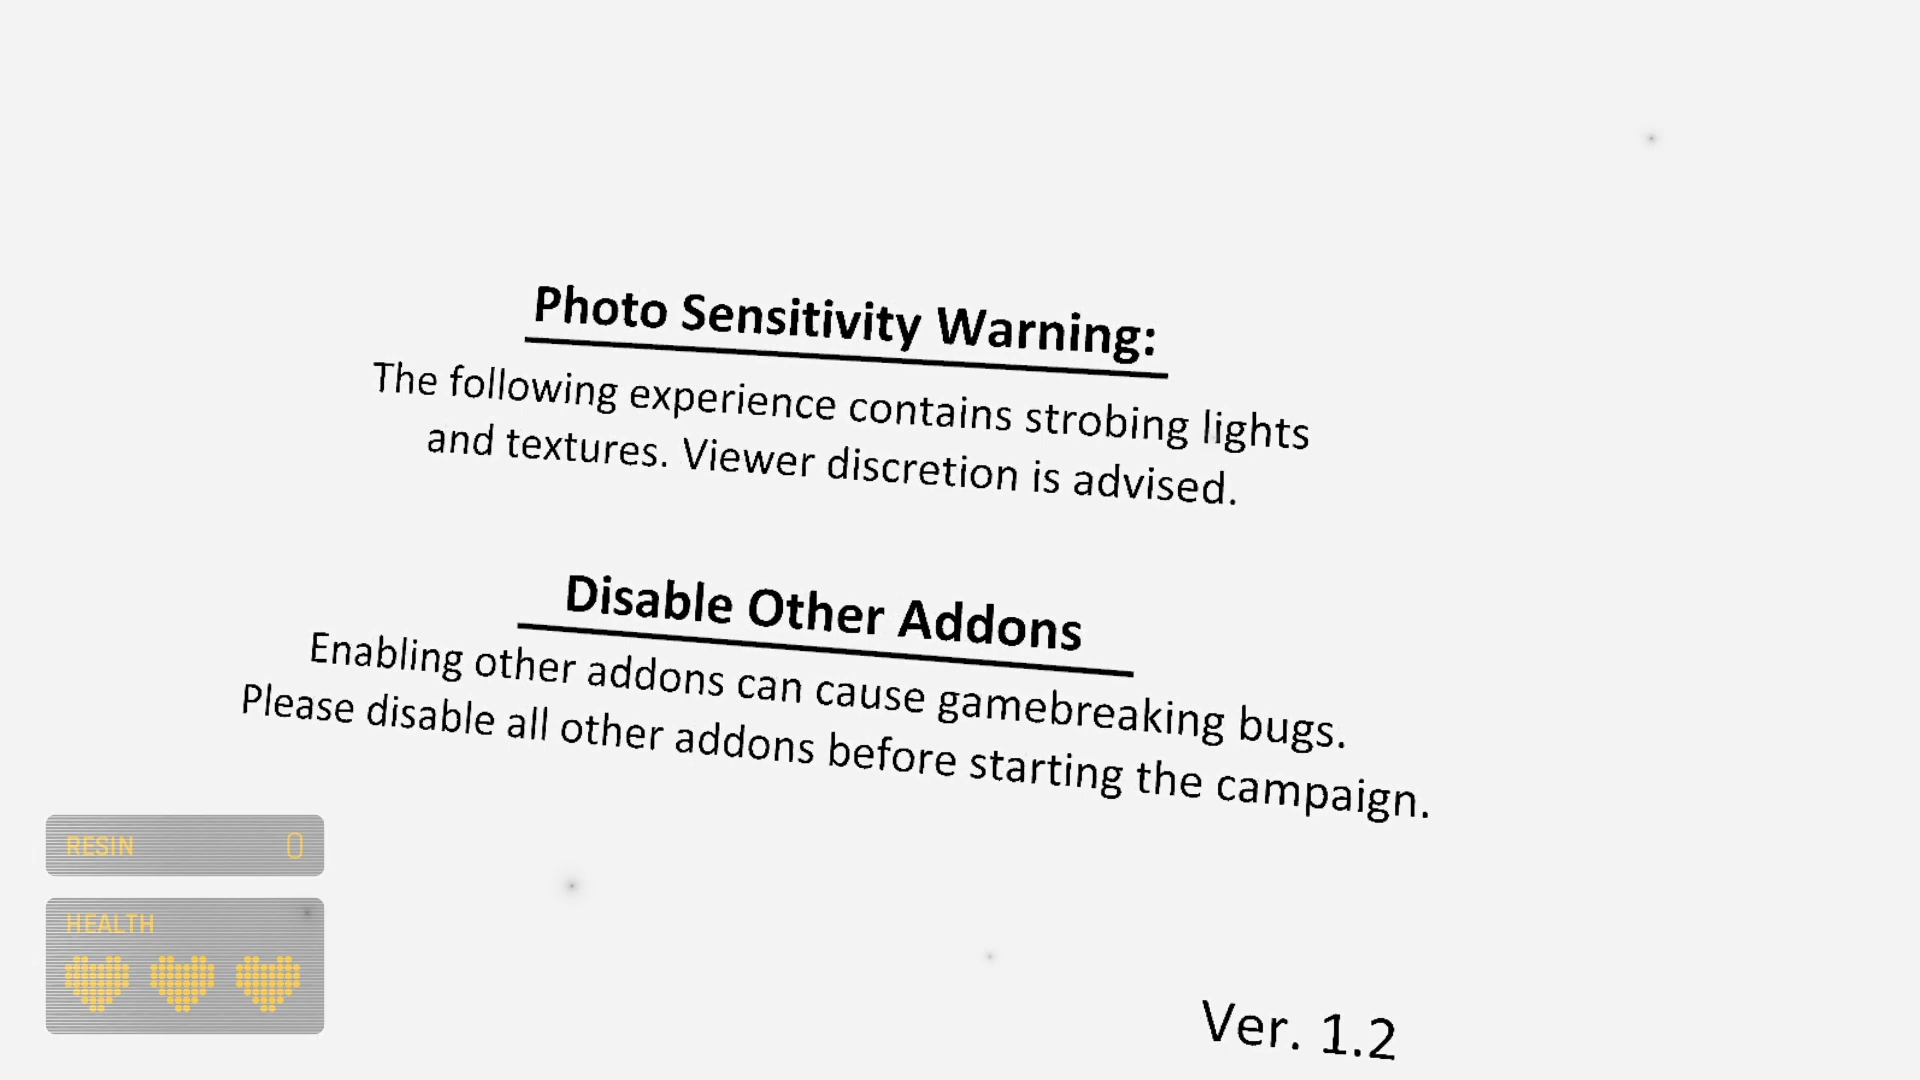 Photo Sensitivity Warning:
The following experience contains strobing lights
and textures. Viewer discretion is advised.
Disable Other Addons
Enabling other addons can cause gamebreaking bugs.
Please disable all other addons before starting the campaign.
RESIN 0
HEALTH
Ver. 1.2